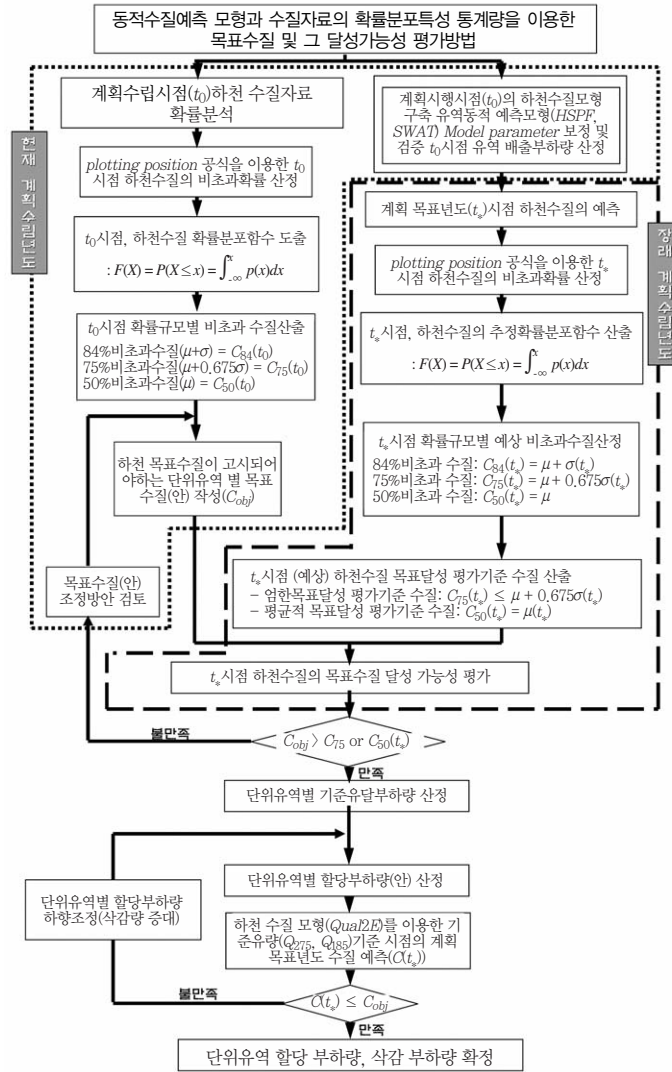 동적수질예측 모형과 수질자료의 확률분포특성 통계량을 이용한
목표수질 및 그 달성가능성 평가방법
현재 계획수립년도
계획수립시점(t₀)하천 수질자료
확률분석
plotting position 공식을 이용한 t₀
시점 하천수질의 비초과확률 산정
t₀시점, 하천수질 확률분포함수 도출
: F(X) = P(X≤x) = ∫_{-∞}^{x} p(x)dx
t₀시점 확률규모별 비초과 수질산출
84%비초과수질(μ+σ) = C₈₄(t₀)
75%비초과수질(μ+0.675σ) = C₇₅(t₀)
50%비초과수질(μ) = C₅₀(t₀)
하천 목표수질이 고시되어
야하는 단위유역 별 목표
수질(안) 작성(C_{obj})
목표수질(안)
조정방안 검토
계획시행시점(t₀)의 하천수질모형
구축 유역동적 예측모형(HSPF,
SWAT) Model parameter 보정 및
검증 t₀시점 유역 배출부하량 산정
장래 계획수립년도
계획 목표년도(t*)시점 하천수질의 예측
plotting position 공식을 이용한 t*
시점 하천수질의 비초과확률 산정
t*시점, 하천수질의 추정확률분포함수 산출
: F(X) = P(X≤x) = ∫_{-∞}^{x} p(x)dx
t*시점 확률규모별 예상 비초과수질산정
84%비초과 수질: C₈₄(t*) = μ + σ(t*)
75%비초과 수질: C₇₅(t*) = μ + 0.675σ(t*)
50%비초과 수질: C₅₀(t*) = μ
t*시점 (예상) 하천수질 목표달성 평가기준 수질 산출
- 엄한목표달성 평가기준 수질: C₇₅(t*) ≤ μ + 0.675σ(t*)
- 평균적 목표달성 평가기준 수질: C₅₀(t*) = μ(t*)
t*시점 하천수질의 목표수질 달성 가능성 평가
불만족
C_{obj} > C₇₅ or C₅₀(t*)
만족
단위유역별 기준유달부하량 산정
단위유역별 할당부하량(안) 산정
단위유역별 할당부하량
하향조정(삭감량 증대)
하천 수질 모형(Qual2E)를 이용한 기
준유량(Q₂₇₅, Q₁₈₅)기준 시점의 계획
목표년도 수질 예측(C(t*))
불만족
C(t*) ≤ C_{obj}
만족
단위유역 할당 부하량, 삭감 부하량 확정